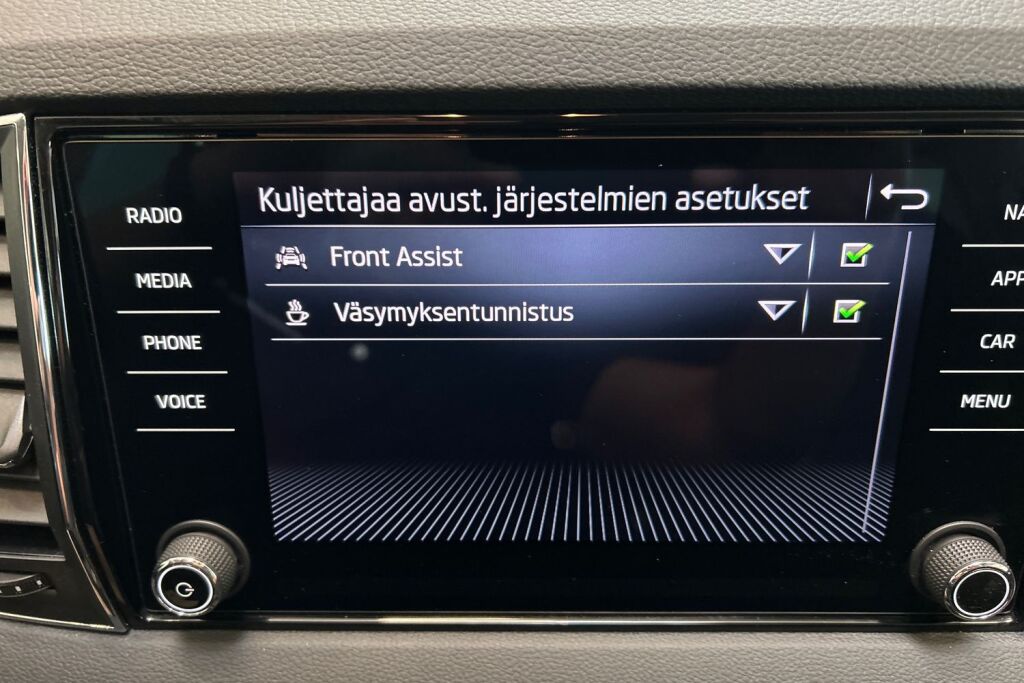 Kuljettajaa avust. järjestelmien asetukset
Front Assist
Väsymyksentunnistus
RADIO
MEDIA
PHONE
VOICE
CAR
MENU